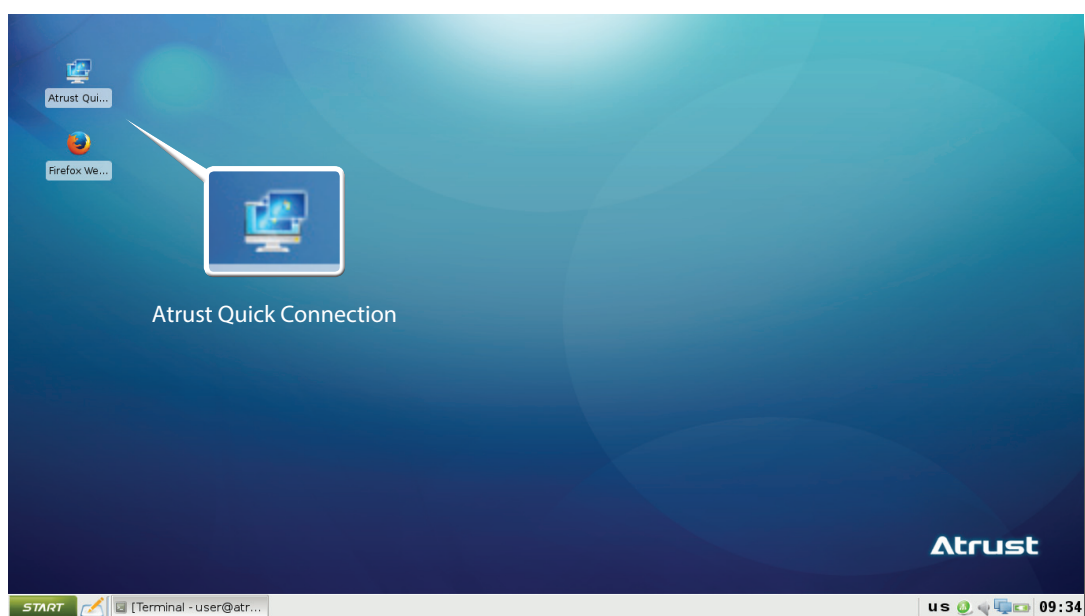 Atrust Qui...
Firefox We...
Atrust Quick Connection
Atrust
START
[Terminal - user@atr...
us
09:34